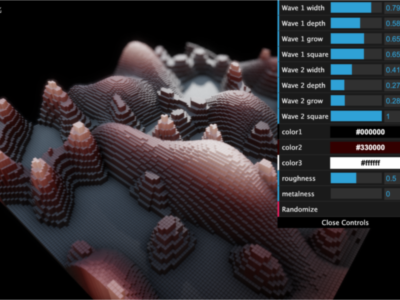 Wave 1 width 0.79
Wave 1 depth 0.58
Wave 1 grow 0.65
Wave 1 square 0.65
Wave 2 width 0.41
Wave 2 depth 0.27
Wave 2 grow 0.28
Wave 2 square 1
color1 #000000
color2 #330000
color3 #ffffff
roughness 0.5
metalness 0
Randomize
Close Controls